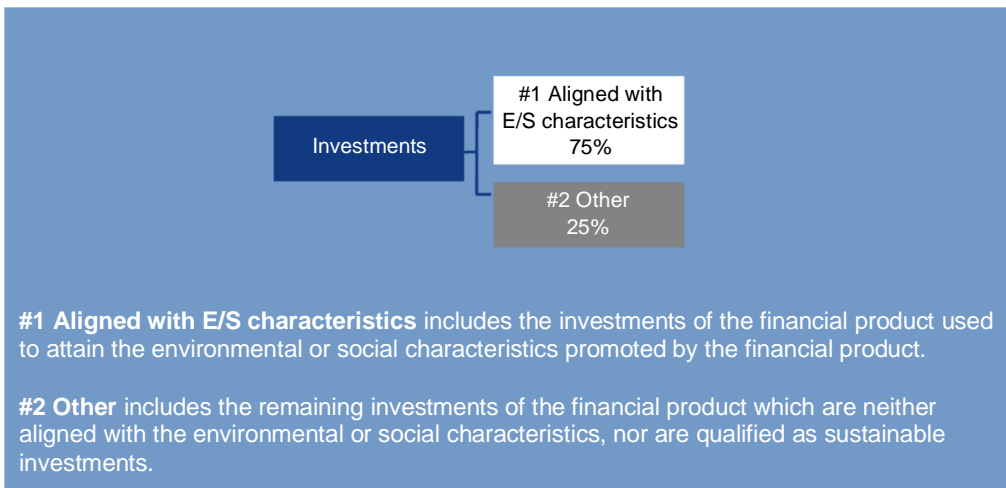 #1 Aligned with
E/S characteristics
75%
Investments
#2 Other
25%
#1 Aligned with E/S characteristics includes the investments of the financial product used
to attain the environmental or social characteristics promoted by the financial product.
#2 Other includes the remaining investments of the financial product which are neither
aligned with the environmental or social characteristics, nor are qualified as sustainable
investments.